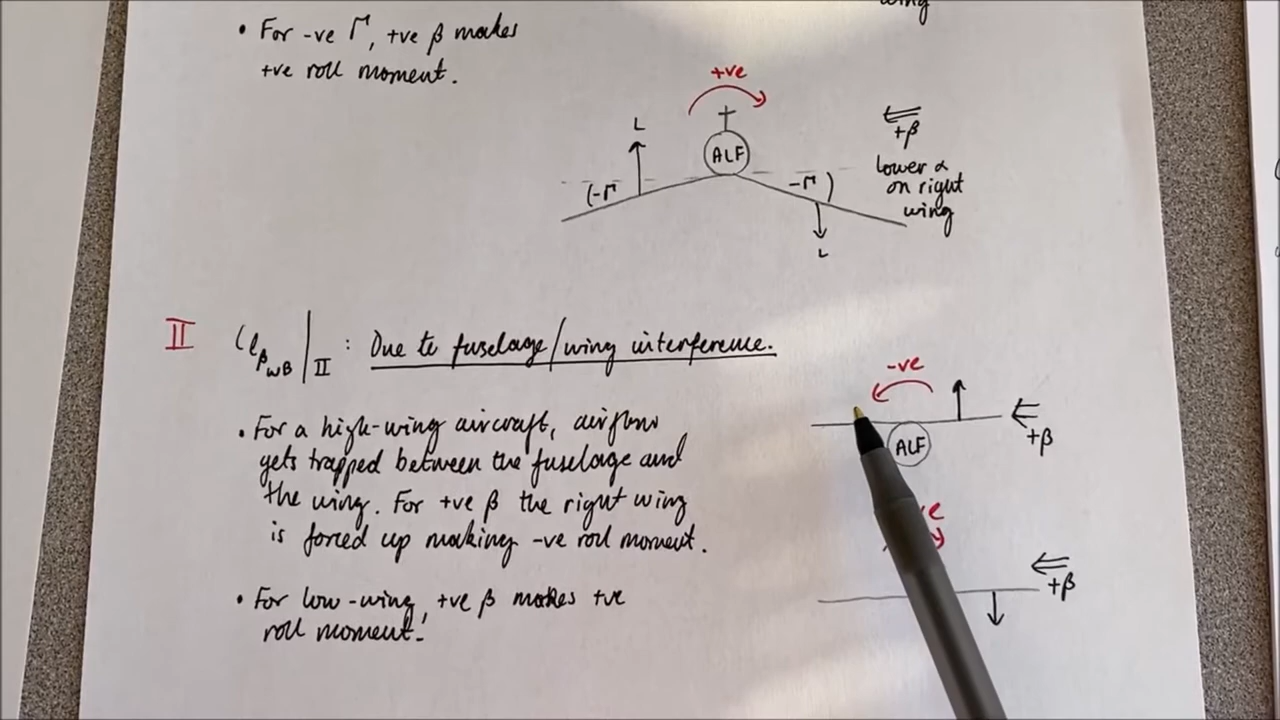 wing
• For -ve Γ, +ve β makes
+ve roll moment.
+ve
L
ALF
(-Γ
-Γ )
L
+β
lower α
on right
wing
II Clβ WB | II : Due to fuselage/wing interference.
• For a high-wing aircraft, airflow
gets trapped between the fuselage and
the wing. For +ve β the right wing
is forced up making -ve roll moment.
-ve
ALF
+β
• For low-wing, +ve β makes +ve
roll moment.
+β